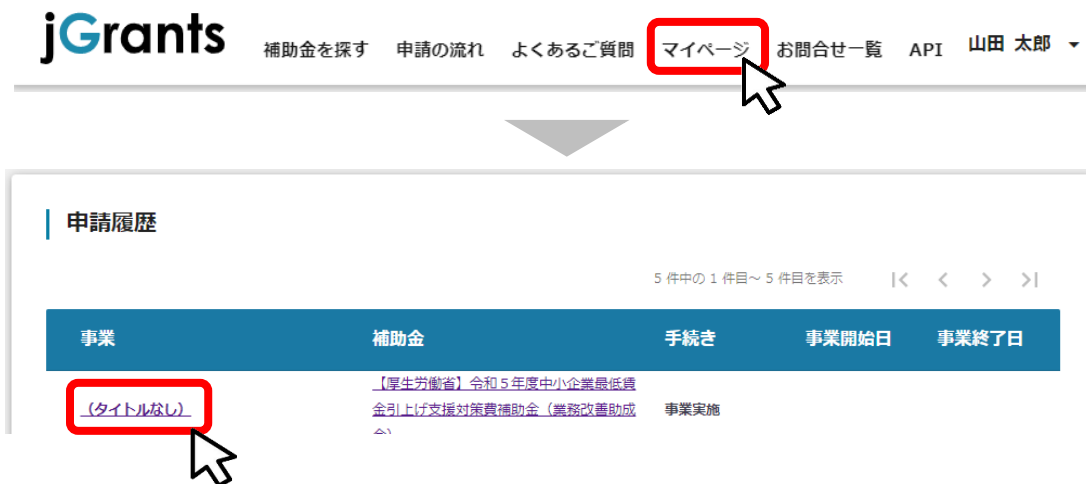 jGrants 補助金を探す 申請の流れ よくあるご質問 マイページ お問合せ一覧 API 山田 太郎
申請履歴
5 件中の 1 件目～ 5 件目を表示
事業 補助金 手続き 事業開始日 事業終了日
【厚生労働省】令和５年度中小企業最低賃
（タイトルなし） 金引上げ支援対策費補助金（業務改善助成 事業実施